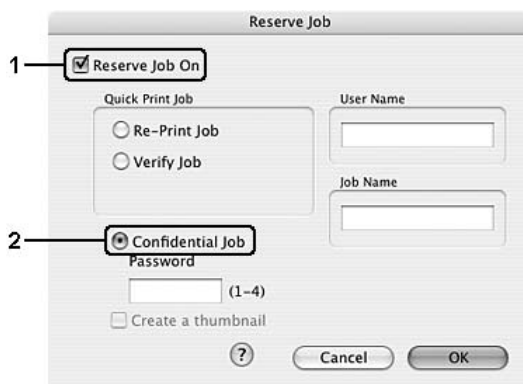 Reserve Job
1
Reserve Job On
Quick Print Job
User Name
Re-Print Job
Verify Job
Job Name
2
Confidential Job
Password
(1-4)
Create a thumbnail
?
Cancel
OK